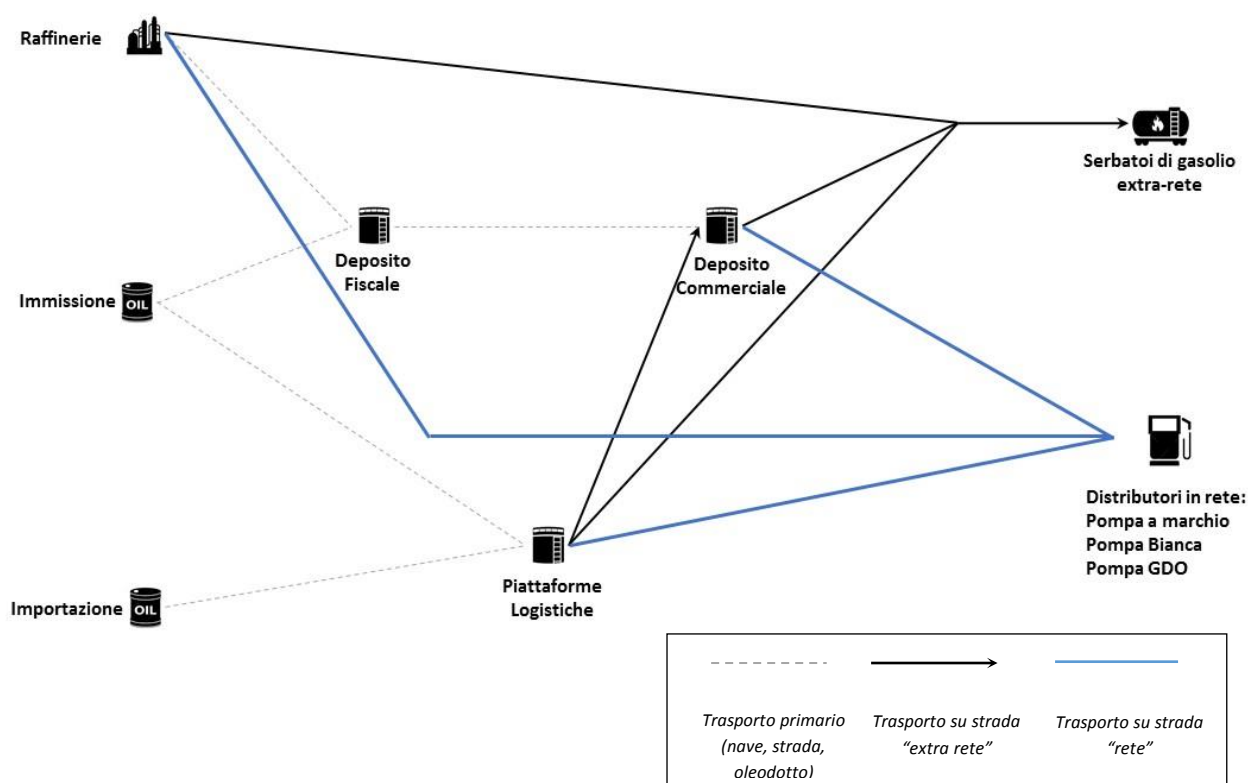 Raffinerie
Serbatoi di gasolio
extra-rete
Deposito
Fiscale
Deposito
Commerciale
Immissione
OIL
Distributori in rete:
Pompa a marchio
Pompa Bianca
Pompa GDO
Importazione
OIL
Piattaforme
Logistiche
Trasporto primario
(nave, strada,
oleodotto)
Trasporto su strada
“extra rete”
Trasporto su strada
“rete”